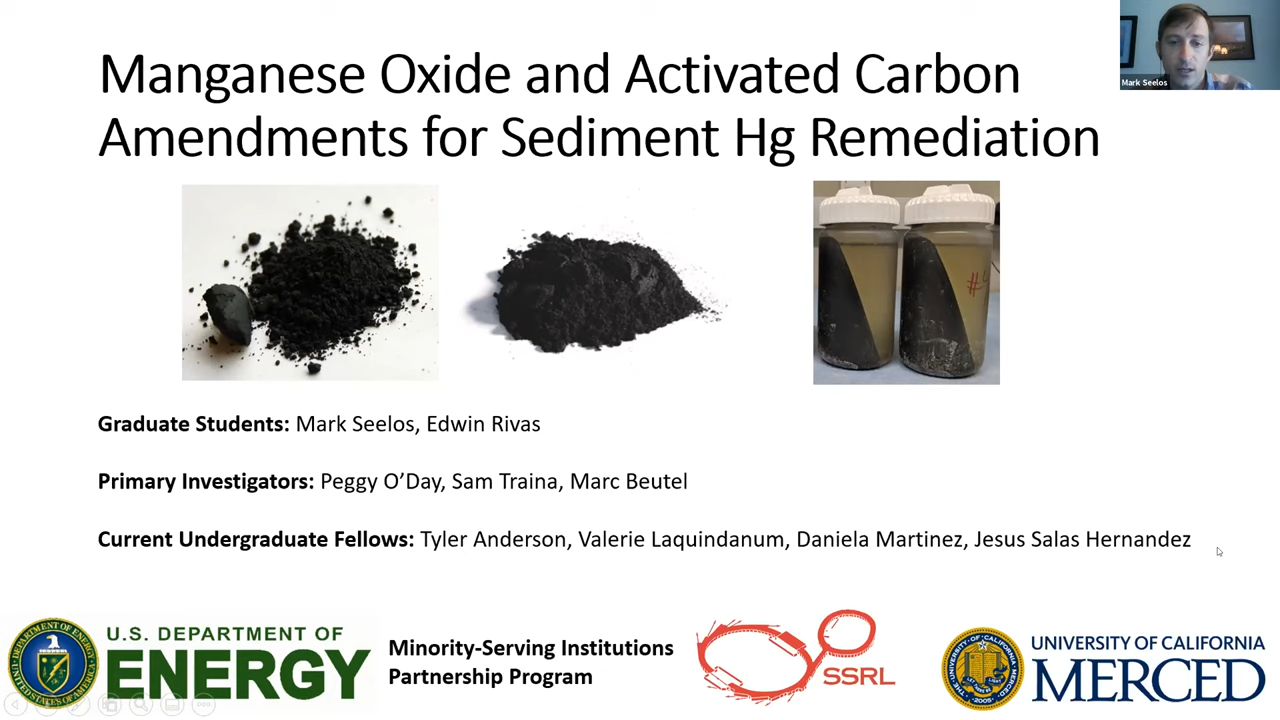 Manganese Oxide and Activated Carbon
Amendments for Sediment Hg Remediation
Mark Seelos
#4
Graduate Students: Mark Seelos, Edwin Rivas
Primary Investigators: Peggy O’Day, Sam Traina, Marc Beutel
Current Undergraduate Fellows: Tyler Anderson, Valerie Laquindanum, Daniela Martinez, Jesus Salas Hernandez
U.S. DEPARTMENT OF
ENERGY
Minority-Serving Institutions
Partnership Program
SSRL
UNIVERSITY OF CALIFORNIA
MERCED
2005